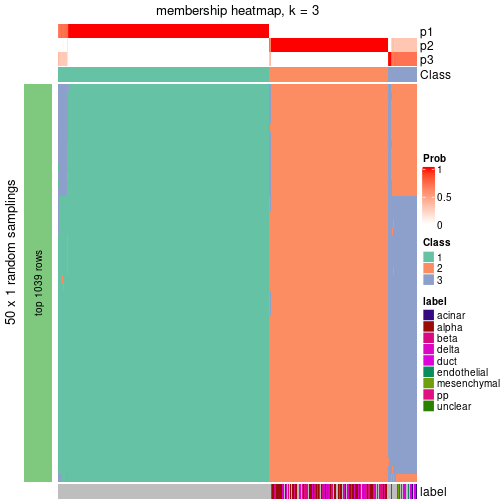 membership heatmap, k = 3
p1
p2
p3
Class
50 x 1 random samplings
top 1039 rows
Prob
1
0.5
0
Class
1
2
3
label
acinar
alpha
beta
delta
duct
endothelial
mesenchymal
pp
unclear
label